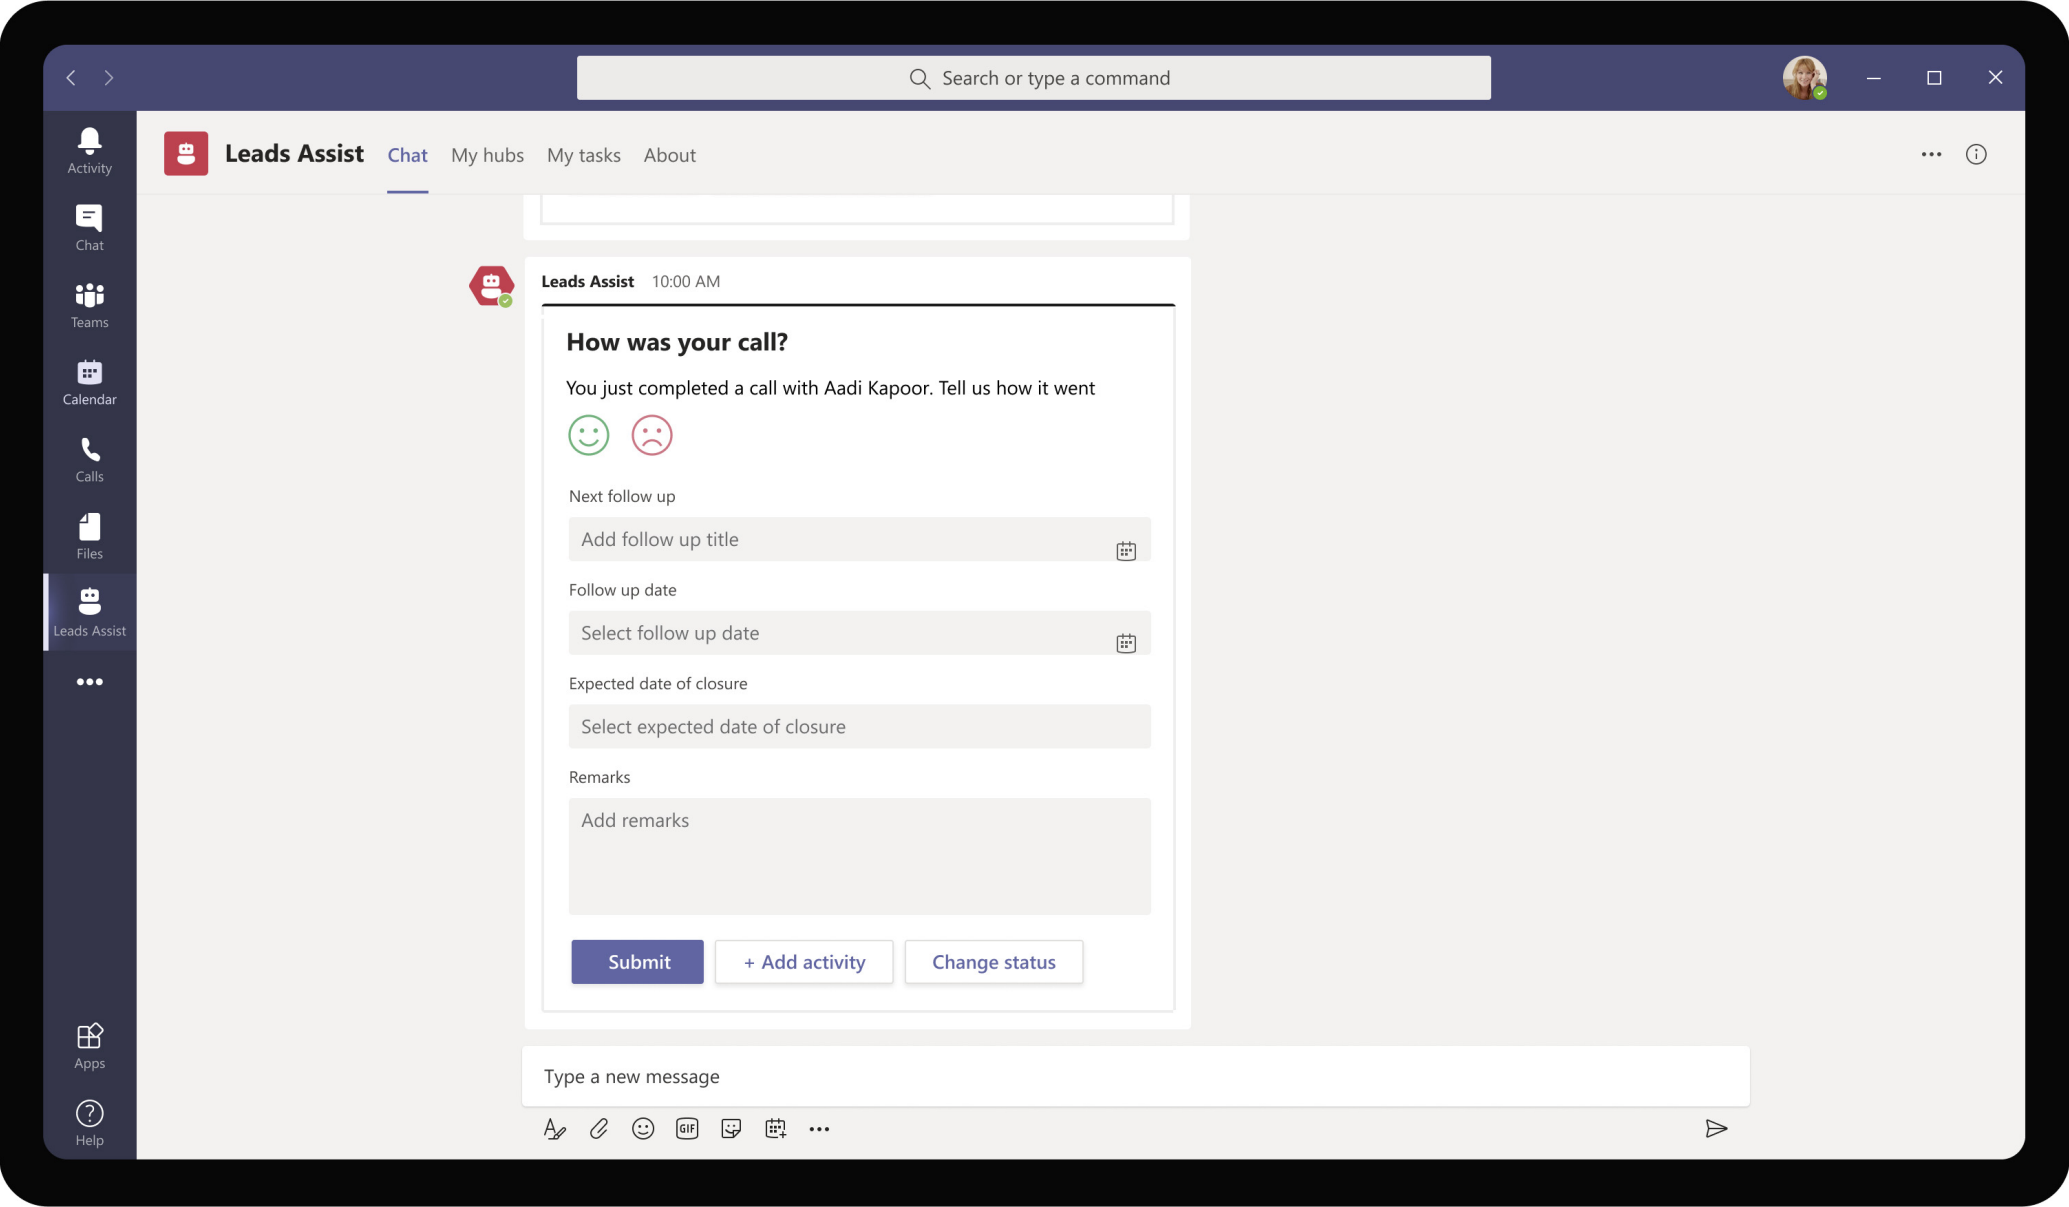 Search or type a command
Activity
Chat
Teams
Calendar
Calls
Files
Leads Assist
Apps
Help
Leads Assist Chat My hubs My tasks About
Leads Assist 10:00 AM
How was your call?
You just completed a call with Aadi Kapoor. Tell us how it went
Next follow up
Add follow up title
Follow up date
Select follow up date
Expected date of closure
Select expected date of closure
Remarks
Add remarks
Submit + Add activity Change status
Type a new message
GIF